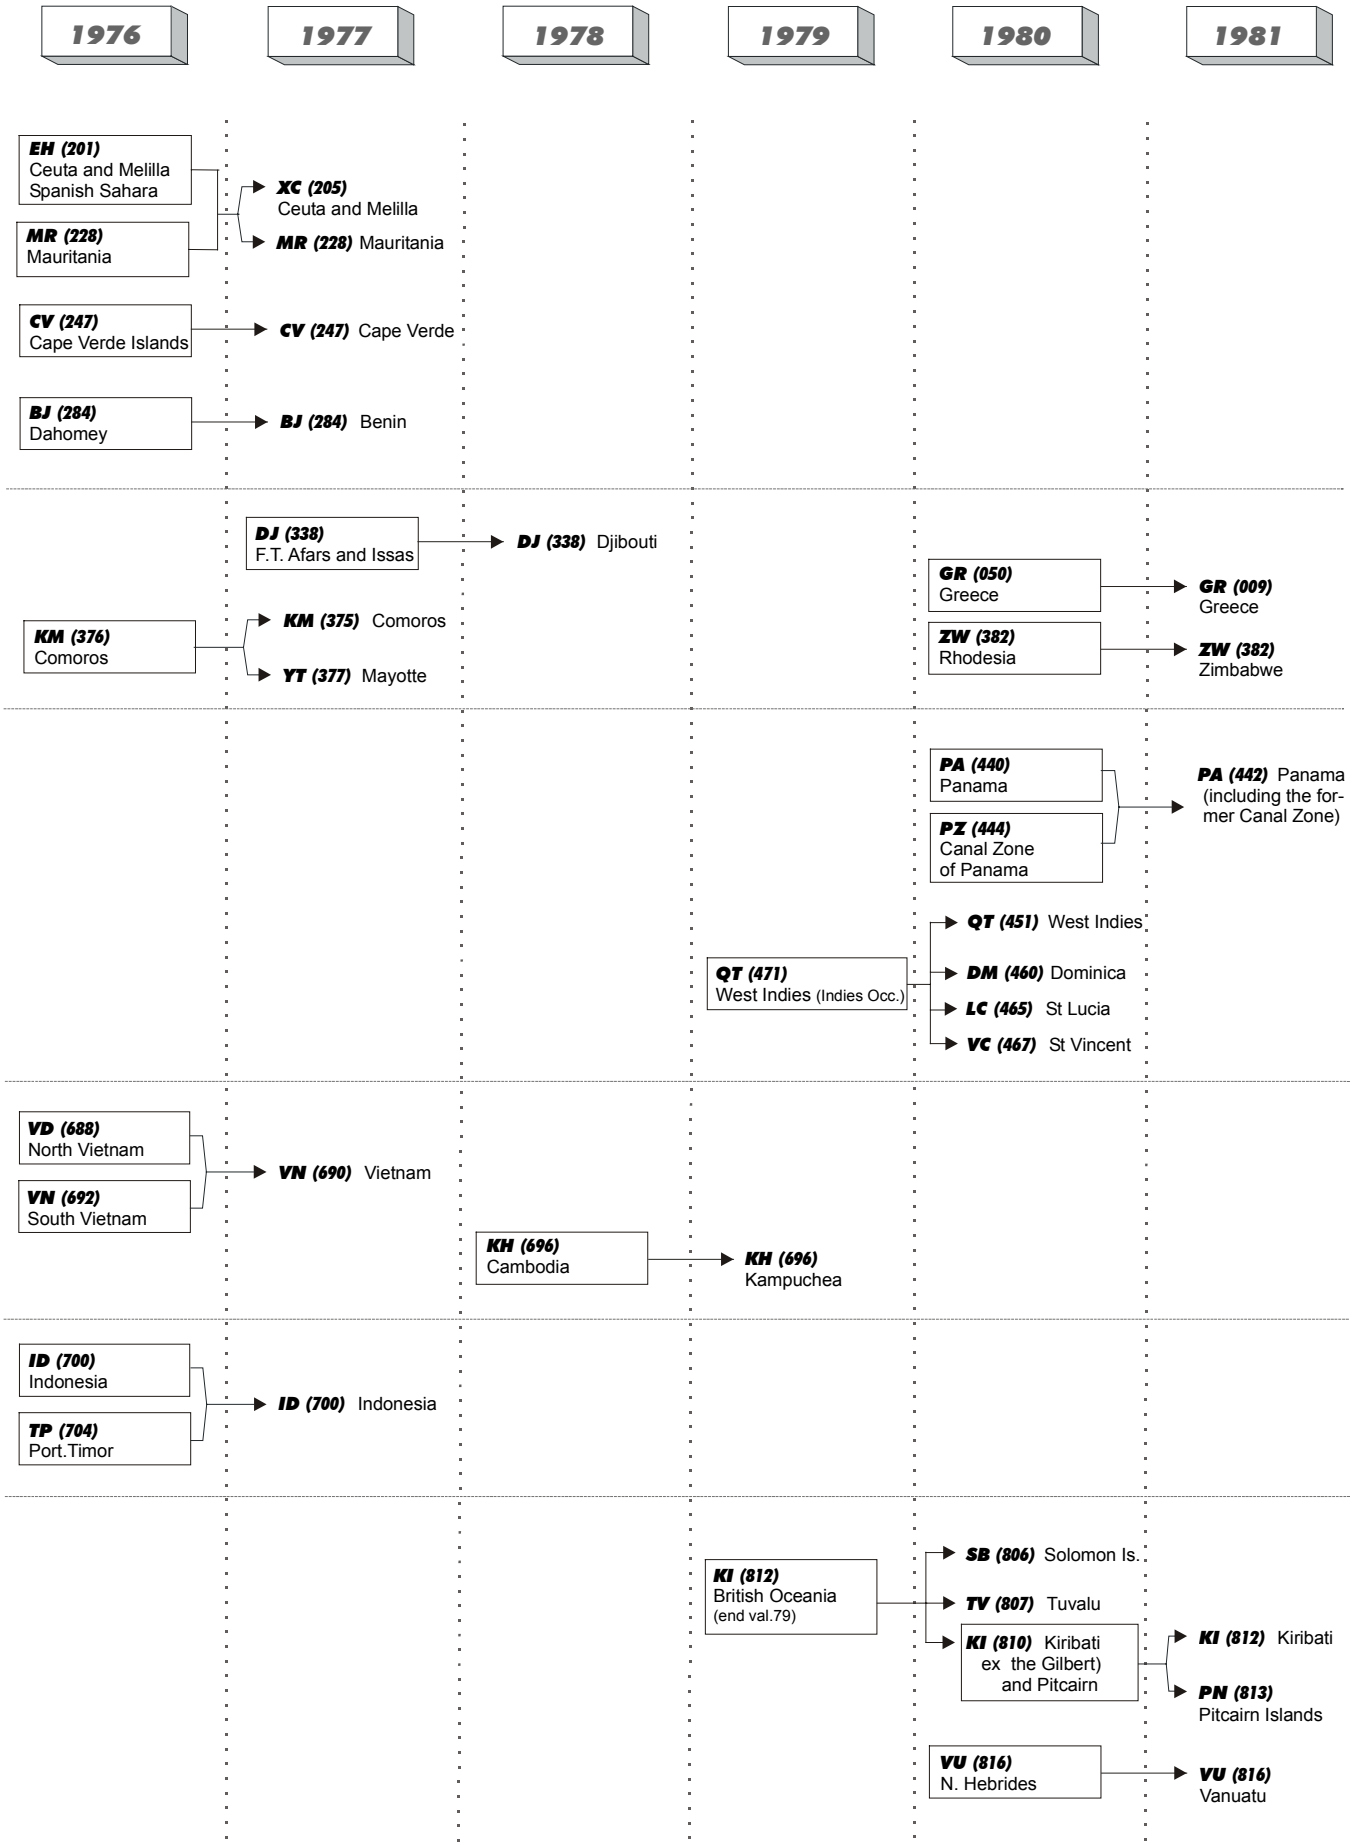 1976
1977
1978
1979
1980
1981
EH (201)
Ceuta and Melilla
Spanish Sahara
XC (205)
Ceuta and Melilla
MR (228)
Mauritania
MR (228) Mauritania
CV (247)
Cape Verde Islands
CV (247) Cape Verde
BJ (284)
Dahomey
BJ (284) Benin
DJ (338)
F.T. Afars and Issas
DJ (338) Djibouti
GR (050)
Greece
GR (009)
Greece
KM (376)
Comoros
KM (375) Comoros
YT (377) Mayotte
ZW (382)
Rhodesia
ZW (382)
Zimbabwe
PA (440)
Panama
PZ (444)
Canal Zone
of Panama
PA (442) Panama
(including the for-
mer Canal Zone)
QT (471)
West Indies (Indies Occ.)
QT (451) West Indies
DM (460) Dominica
LC (465) St Lucia
VC (467) St Vincent
VD (688)
North Vietnam
VN (692)
South Vietnam
VN (690) Vietnam
KH (696)
Cambodia
KH (696)
Kampuchea
ID (700)
Indonesia
TP (704)
Port.Timor
ID (700) Indonesia
KI (812)
British Oceania
(end val.79)
SB (806) Solomon Is.
TV (807) Tuvalu
KI (810) Kiribati
ex the Gilbert)
and Pitcairn
KI (812) Kiribati
PN (813)
Pitcairn Islands
VU (816)
N. Hebrides
VU (816)
Vanuatu